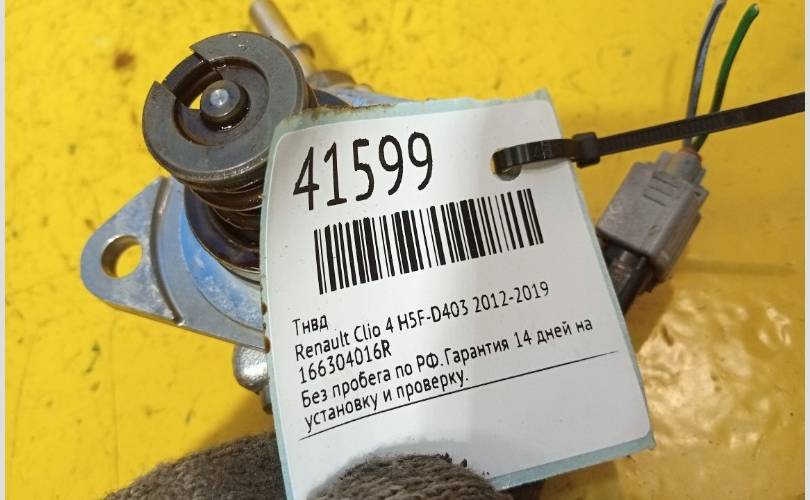 41599
Тнвд
Renault Clio 4 H5F-D403 2012-2019
166304016R
Без пробега по РФ.Гарантия 14 дней на
установку и проверку.